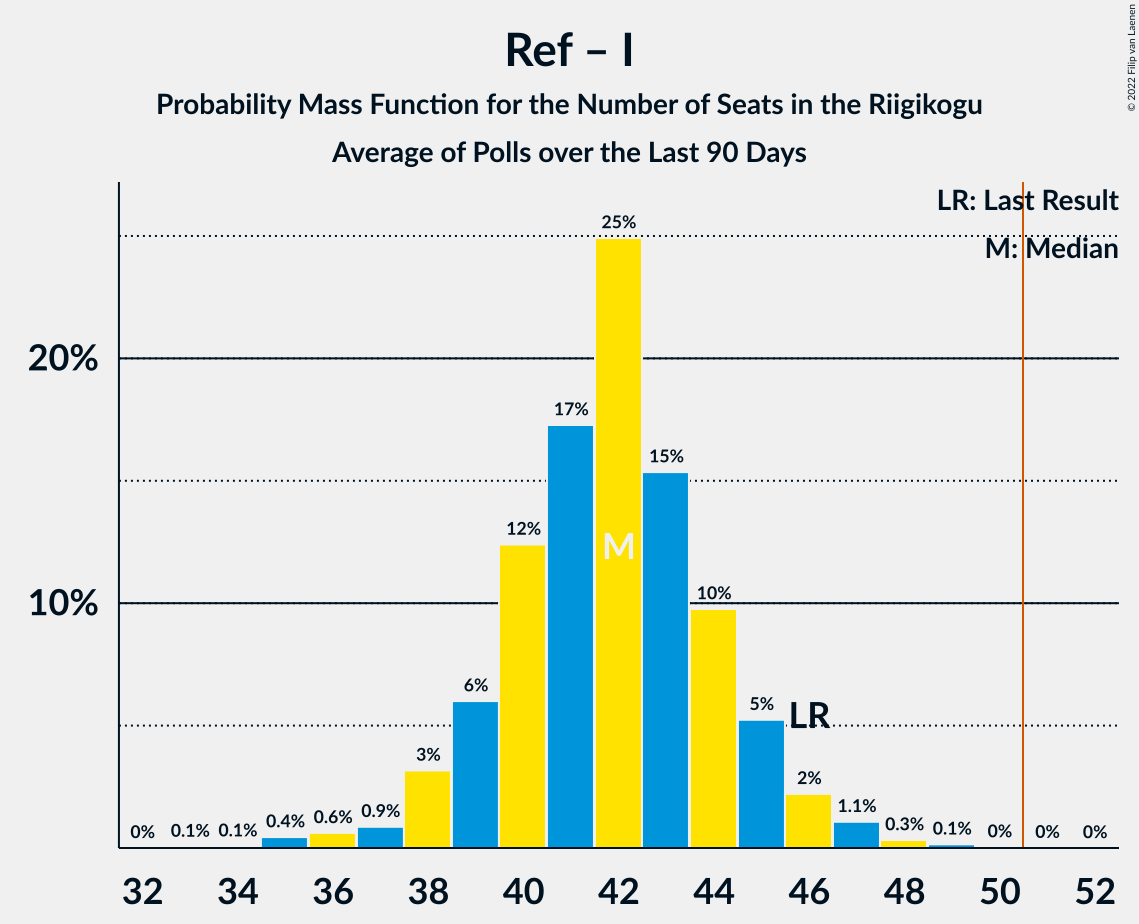 Ref – I
Probability Mass Function for the Number of Seats in the Riigikogu
Average of Polls over the Last 90 Days
© 2022 Filip van Laenen
LR: Last Result
M: Median
25%
20%
17%
15%
12%
M
10%
10%
6%
5%
LR
3%
2%
0% 0.1% 0.1% 0.4% 0.6% 0.9% 1.1% 0.3% 0.1% 0% 0% 0%
32 34 36 38 40 42 44 46 48 50 52